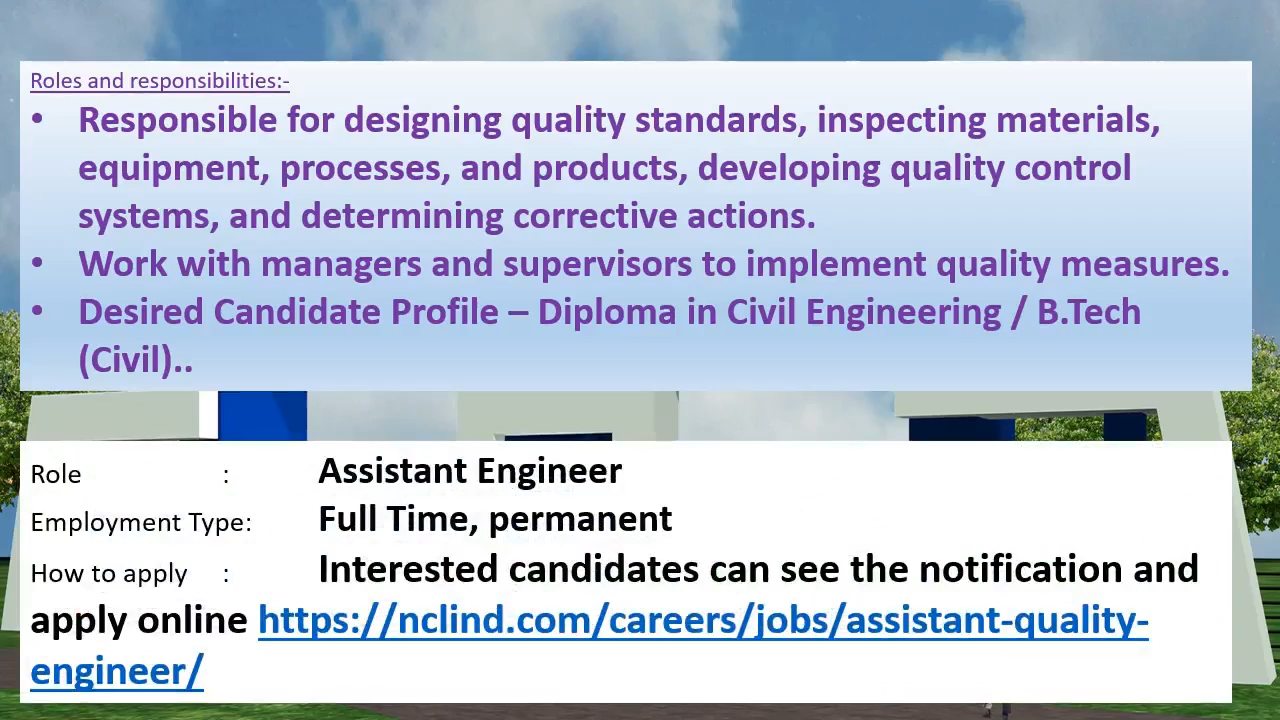 Roles and responsibilities:-
• Responsible for designing quality standards, inspecting materials,
equipment, processes, and products, developing quality control
systems, and determining corrective actions.
• Work with managers and supervisors to implement quality measures.
• Desired Candidate Profile – Diploma in Civil Engineering / B.Tech
(Civil)..
Role : Assistant Engineer
Employment Type: Full Time, permanent
How to apply : Interested candidates can see the notification and
apply online https://nclind.com/careers/jobs/assistant-quality-
engineer/